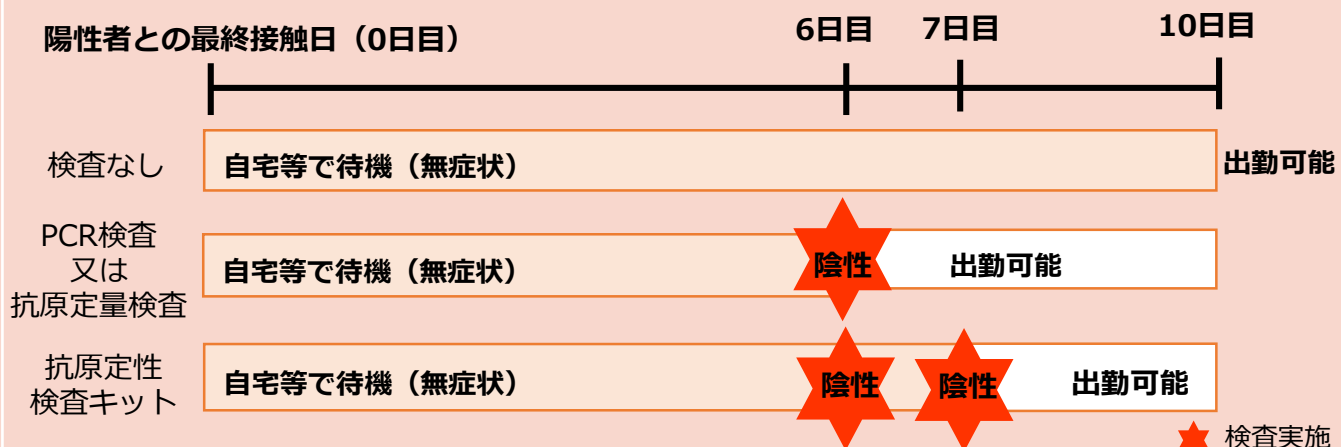 陽性者との最終接触日（0日目）
6日目
7日目
10日目
検査なし
自宅等で待機（無症状）
出勤可能
PCR検査
又は
抗原定量検査
自宅等で待機（無症状）
陰性
出勤可能
抗原定性
検査キット
自宅等で待機（無症状）
陰性
陰性
出勤可能
検査実施